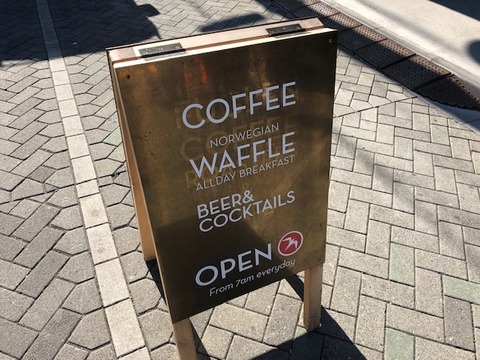 COFFEE
NORWEGIAN
WAFFLE
ALLDAY BREAKFAST
BEER&
COCKTAILS
OPEN
From 7am everyday